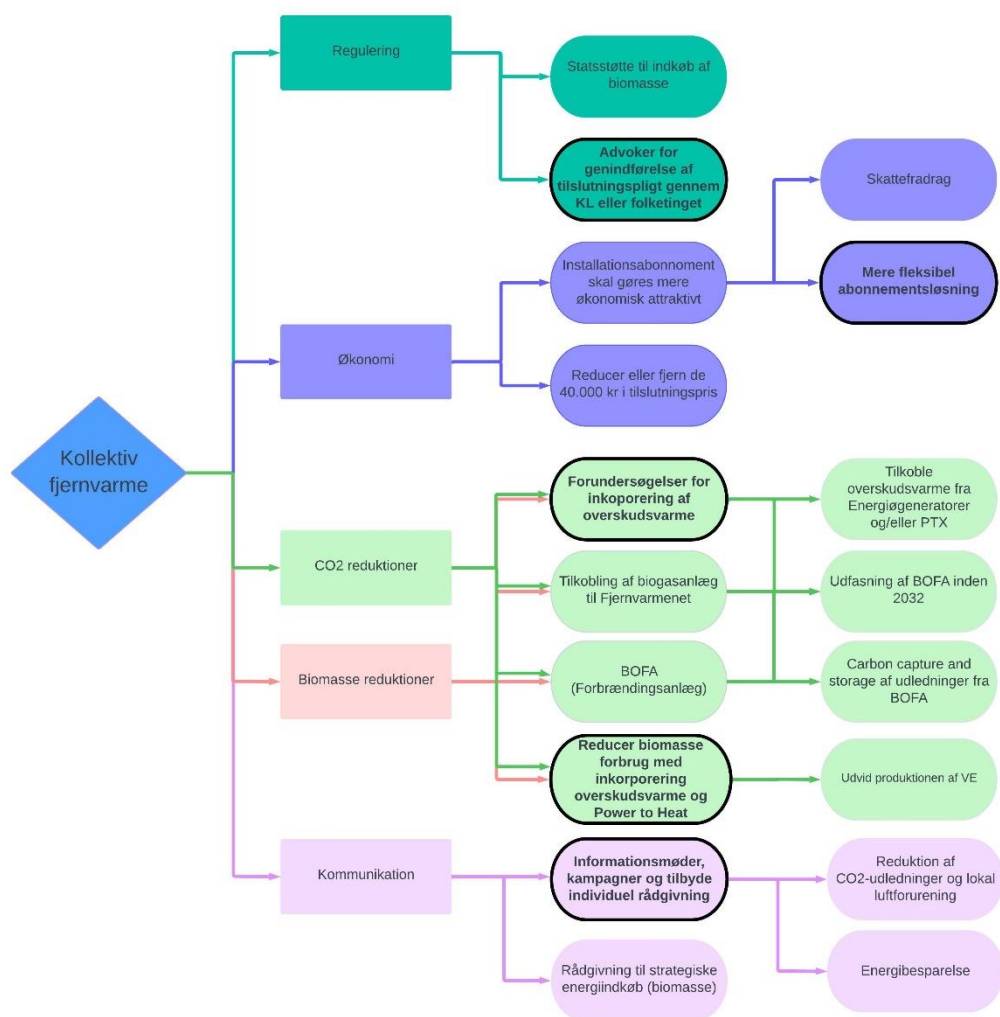 Kollektiv
fjernvarme
Regulering
Statsstøtte til indkøb af
biomasse
Advoker for
genindførelse af
tilslutningspligt gennem
KL eller folketinget
Økonomi
Installationsabonnoment
skal gøres mere
økonomisk attraktivt
Skattefradrag
Mere fleksibel
abonnementsløsning
Reducer eller fjern de
40.000 kr i tilslutningspris
CO2 reduktioner
Biomasse reduktioner
Forundersøgelser for
inkoporering af
overskudsvarme
Tilkoble
overskudsvarme fra
Energiøgeneratorer
og/eller PTX
Tilkobling af biogasanlæg
til Fjernvarmenet
Udfasning af BOFA inden
2032
BOFA
(Forbrændingsanlæg)
Carbon capture and
storage af udledninger fra
BOFA
Reducer biomasse
forbrug med
inkorporering
overskudsvarme og
Power to Heat
Udvid produktionen af VE
Kommunikation
Informationsmøder,
kampagner og tilbyde
individuel rådgivning
Reduktion af
CO2-udledninger og lokal
luftforurening
Energibesparelse
Rådgivning til strategiske
energiindkøb (biomasse)